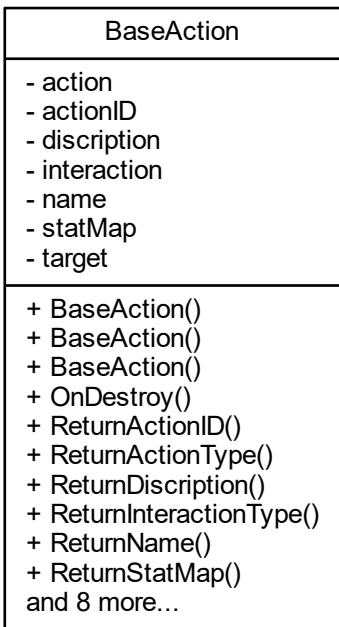 BaseAction
- action
- actionID
- discription
- interaction
- name
- statMap
- target
+ BaseAction()
+ BaseAction()
+ BaseAction()
+ OnDestroy()
+ ReturnActionID()
+ ReturnActionType()
+ ReturnDiscription()
+ ReturnInteractionType()
+ ReturnName()
+ ReturnStatMap()
and 8 more...